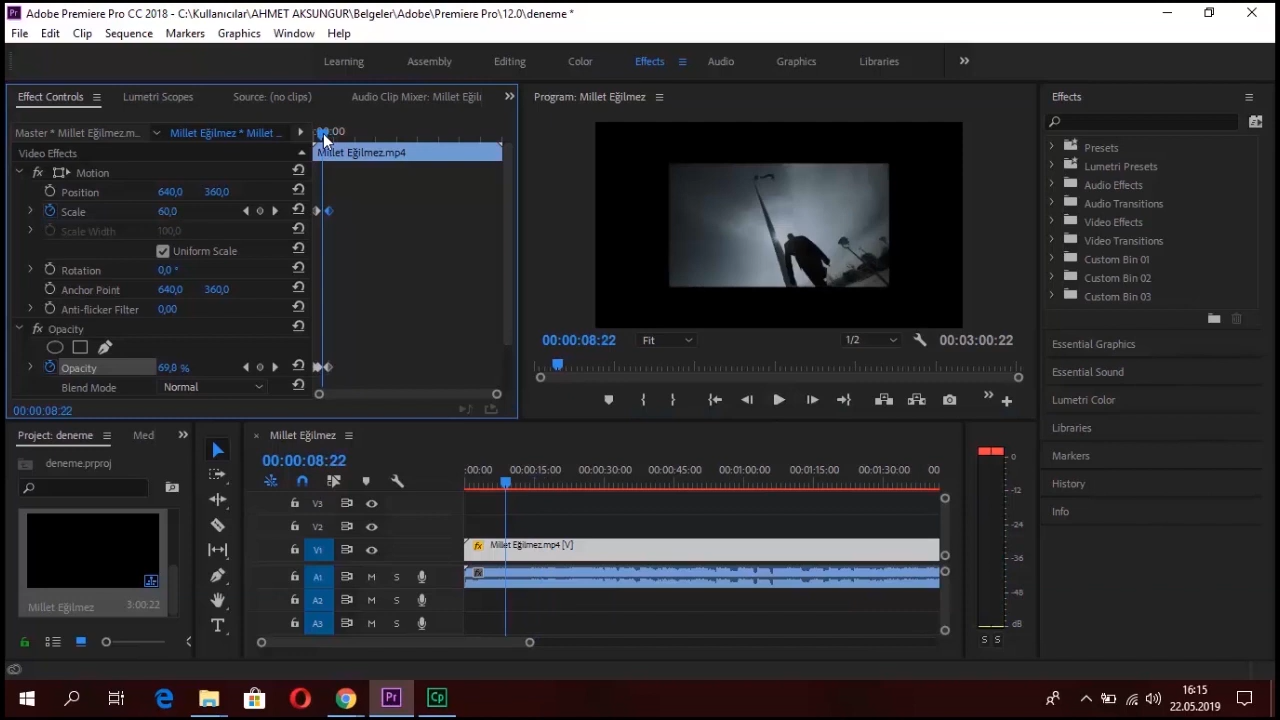 Adobe Premiere Pro CC 2018 - C:\Kullanıcılar\AHMET AKSUNGUR\Belgeler\Adobe\Premiere Pro\12.0\deneme *
File Edit Clip Sequence Markers Graphics Window Help
Learning Assembly Editing Color Effects Audio Graphics Libraries
Effect Controls Lumetri Scopes Source: (no clips) Audio Clip Mixer: Millet Eğilr
Master * Millet Eğilmez.m... Millet Eğilmez * Millet ...
Video Effects
Millet Eğilmez.mp4
fx Motion
Position 640,0 360,0
Scale 60,0
Scale Width 100,0
Uniform Scale
Rotation 0,0 °
Anchor Point 640,0 360,0
Anti-flicker Filter 0,00
fx Opacity
Opacity 69,8 %
Blend Mode Normal
00:00:08:22
Program: Millet Eğilmez
00:00:08:22 Fit 1/2 00:03:00:22
Effects
Presets
Lumetri Presets
Audio Effects
Audio Transitions
Video Effects
Video Transitions
Custom Bin 01
Custom Bin 02
Custom Bin 03
Essential Graphics
Essential Sound
Lumetri Color
Libraries
Markers
History
Info
Project: deneme Med
deneme.prproj
Millet Eğilmez 3:00:22
× Millet Eğilmez
00:00:08:22
:00:00 00:00:15:00 00:00:30:00 00:00:45:00 00:01:00:00 00:01:15:00 00:01:30:00 00
V3
V2
V1 fx Millet Eğilmez.mp4 [V]
A1 M S fx
A2 M S
A3 M S
0
-12
-24
-36
-48
dB
S S
Pr Cp
16:15
22.05.2019